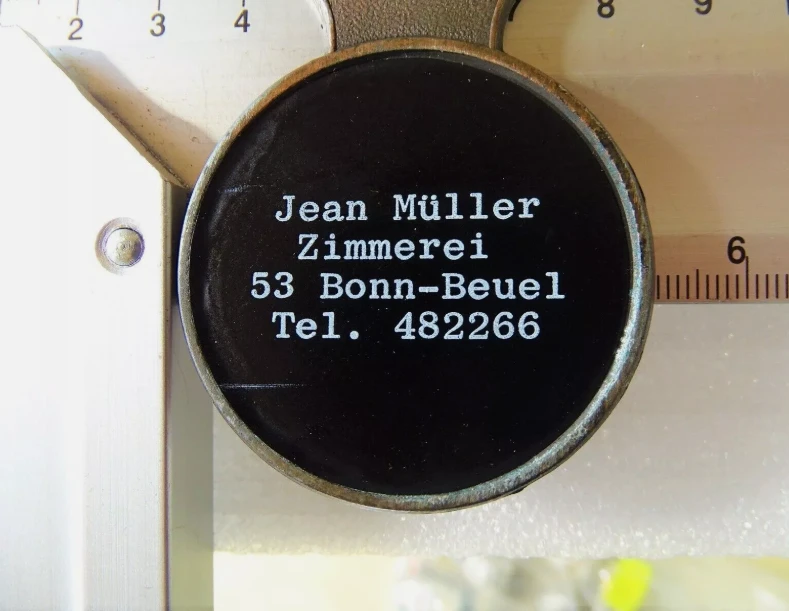 2 3 4 8 9
Jean Müller
Zimmerei
53 Bonn-Beuel
Tel. 482266
6